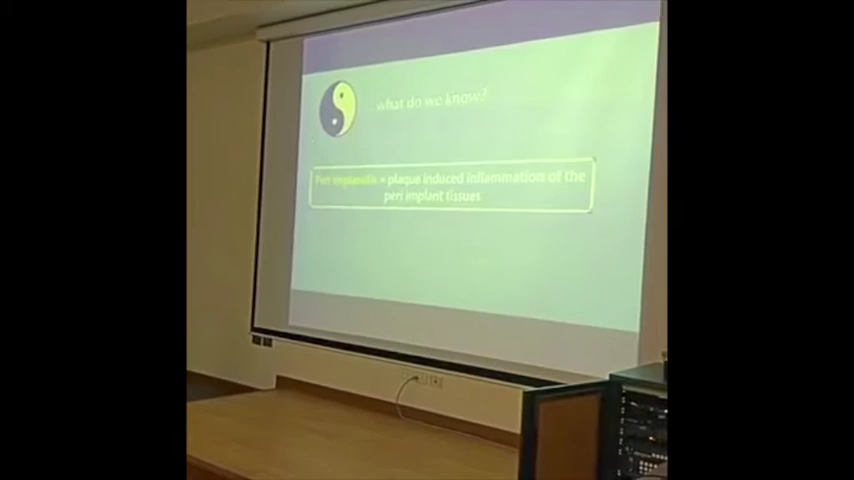 what do we know?
Peri implantitis = plaque induced inflammation of the
peri implant tissues